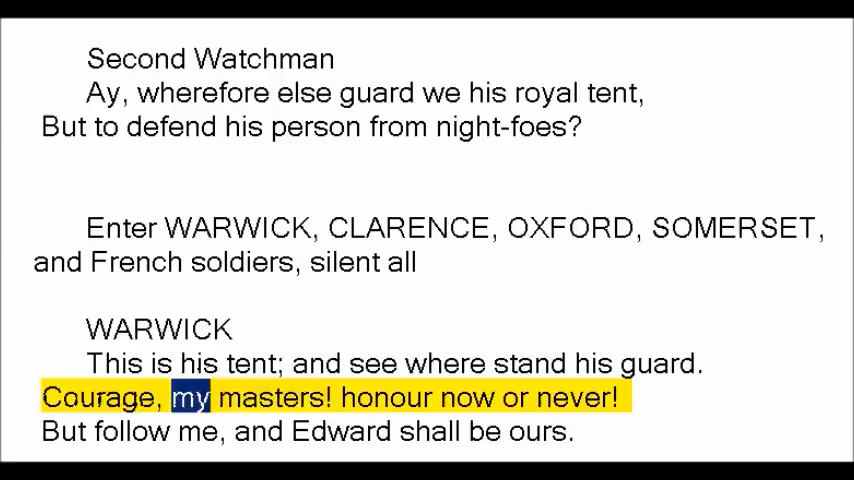 Second Watchman
Ay, wherefore else guard we his royal tent,
But to defend his person from night-foes?
Enter WARWICK, CLARENCE, OXFORD, SOMERSET,
and French soldiers, silent all
WARWICK
This is his tent; and see where stand his guard.
Courage, my masters! honour now or never!
But follow me, and Edward shall be ours.